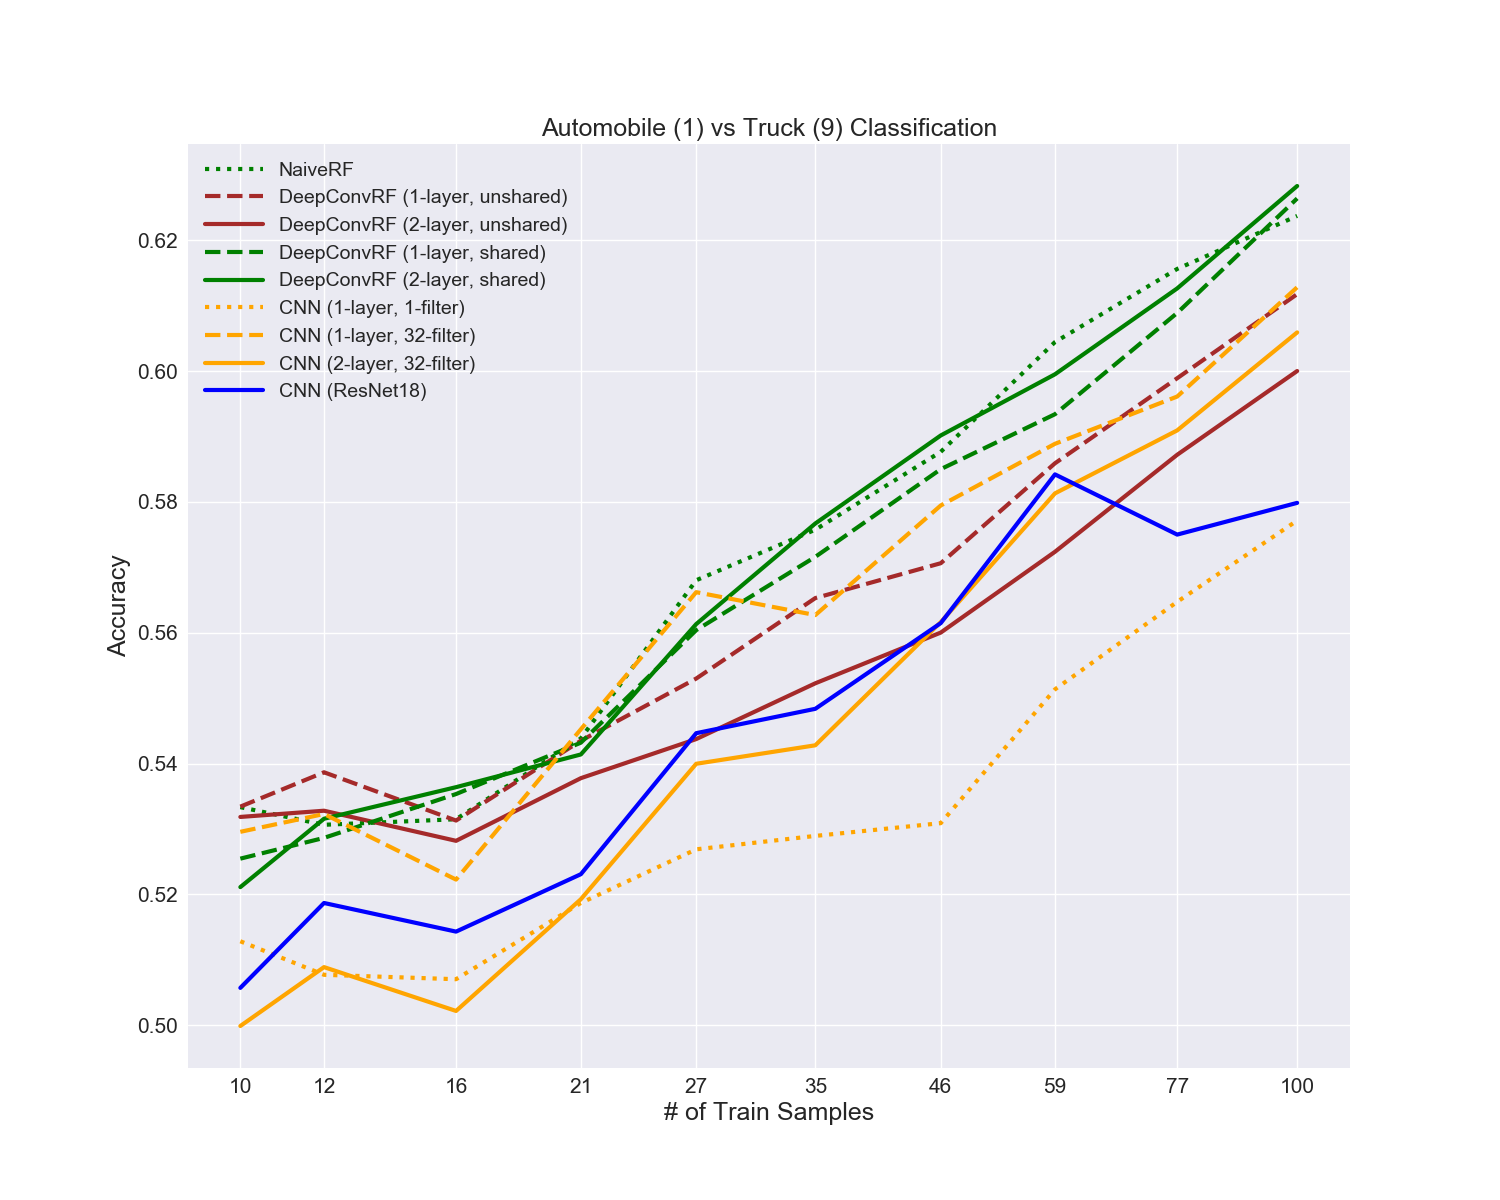 Automobile (1) vs Truck (9) Classification
NaiveRF
DeepConvRF (1-layer, unshared)
DeepConvRF (2-layer, unshared)
DeepConvRF (1-layer, shared)
DeepConvRF (2-layer, shared)
CNN (1-layer, 1-filter)
CNN (1-layer, 32-filter)
CNN (2-layer, 32-filter)
CNN (ResNet18)
Accuracy
0.62
0.60
0.58
0.56
0.54
0.52
0.50
10 12 16 21 27 35 46 59 77 100
# of Train Samples